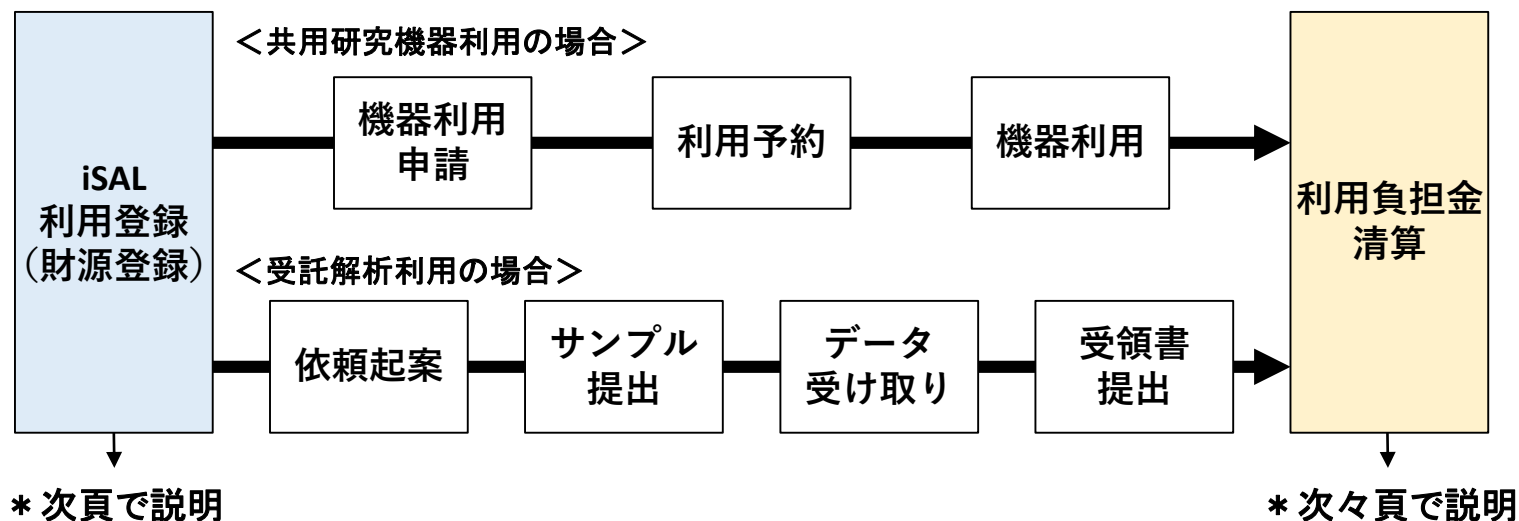 iSAL
利用登録
（財源登録）
＜共用研究機器利用の場合＞
機器利用
申請
利用予約
機器利用
＜受託解析利用の場合＞
依頼起案
サンプル
提出
データ
受け取り
受領書
提出
利用負担金
清算
＊次頁で説明
＊次々頁で説明